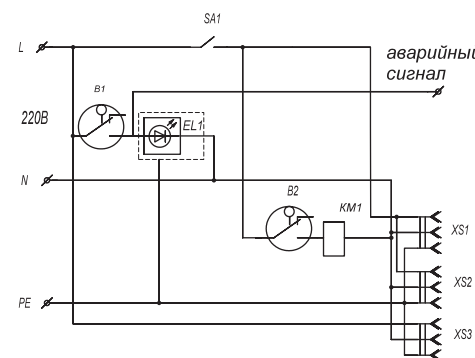 SA1
L
аварийный
сигнал
B1
220В
EL1
N
B2
KM1
XS1
XS2
PE
XS3